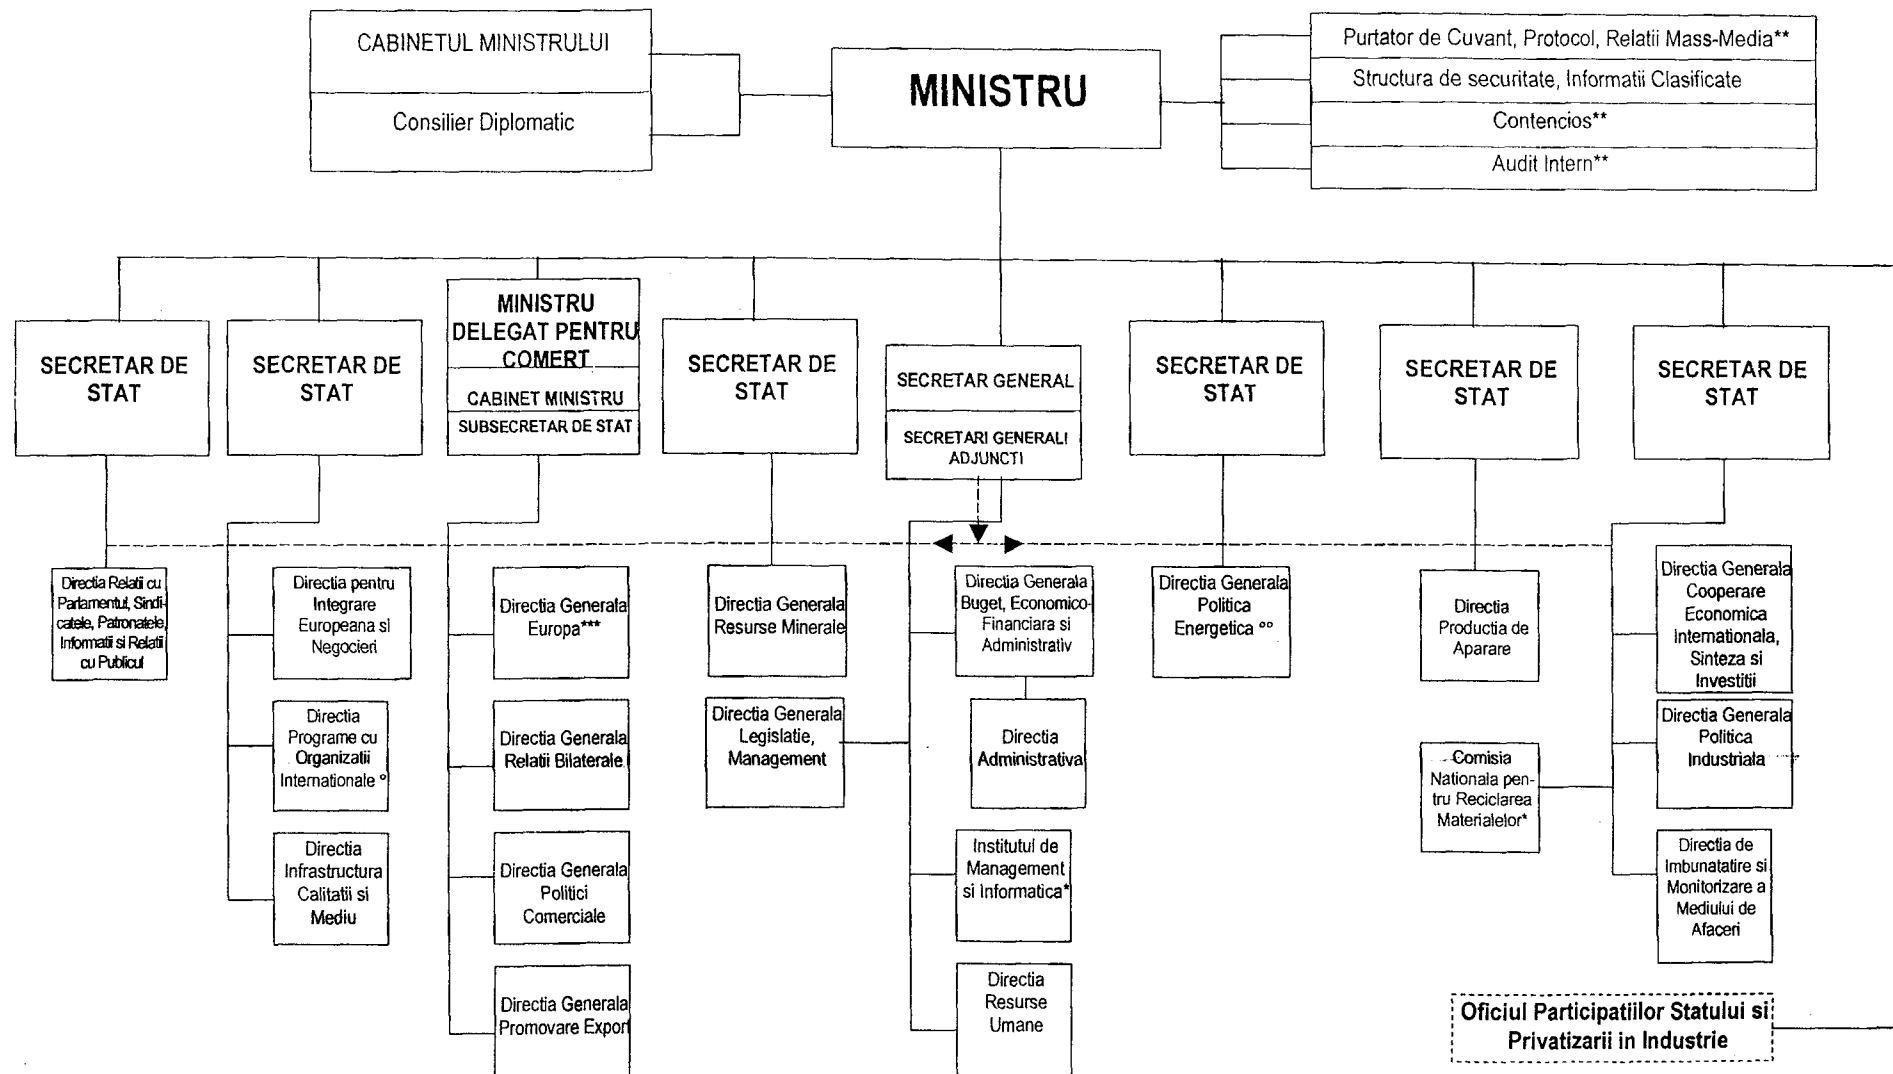 CABINETUL MINISTRULUI
Consilier Diplomatic
MINISTRU
Purtator de Cuvant, Protocol, Relatii Mass-Media**
Structura de securitate, Informatii Clasificate
Contencios**
Audit Intern**
SECRETAR DE
STAT
SECRETAR DE
STAT
MINISTRU
DELEGAT PENTRU
COMERT
CABINET MINISTRU
SUBSECRETAR DE STAT
SECRETAR DE
STAT
SECRETAR GENERAL
SECRETARI GENERALI
ADJUNCTI
SECRETAR DE
STAT
SECRETAR DE
STAT
SECRETAR DE
STAT
Directia Relatii cu
Parlamentul, Sindi-
catele, Patronatele,
Informatii si Relatii
cu Publicul
Directia pentru
Integrare
Europeana si
Negocieri
Directia
Programe cu
Organizatii
Internationale °
Directia
Infrastructura
Calitatii si
Mediu
Directia Generala
Europa***
Directia Generala
Relatii Bilaterale
Directia Generala
Politici
Comerciale
Directia Generala
Promovare Export
Directia Generala
Resurse Minerale
Directia Generala
Legislatie,
Management
Directia Generala
Buget, Economico-
Financiara si
Administrativ
Directia
Administrativa
Institutul de
Management
si Informatica*
Directia
Resurse
Umane
Directia Generala
Politica
Energetica °°
Directia
Productia de
Aparare
Comisia
Nationala pen-
tru Reciclarea
Materialelor*
Directia Generala
Cooperare
Economica
Internationala,
Sinteza si
Investitii
Directia Generala
Politica
Industriala
Directia de
Imbunatatire si
Monitorizare a
Mediului de
Afaceri
Oficiul Participatiilor Statului si
Privatizarii in Industrie